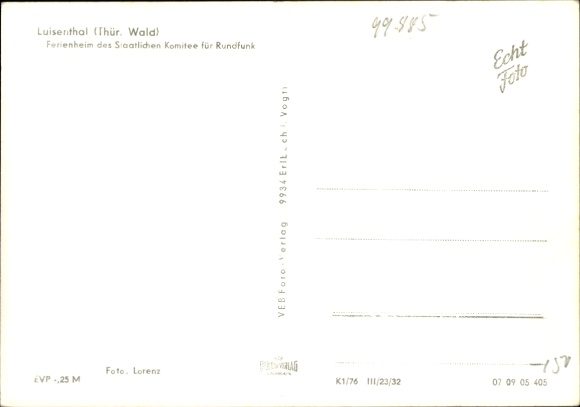 Luisenthal (Thür. Wald)
Ferienheim des Staatlichen Komitee für Rundfunk
99885
Echt
Foto
VEB Foto-Verlag 9934 Erlbach i. Vogtl
EVP -,25 M
Foto. Lorenz
K1/76 III/23/32
07 09 05 405
-150